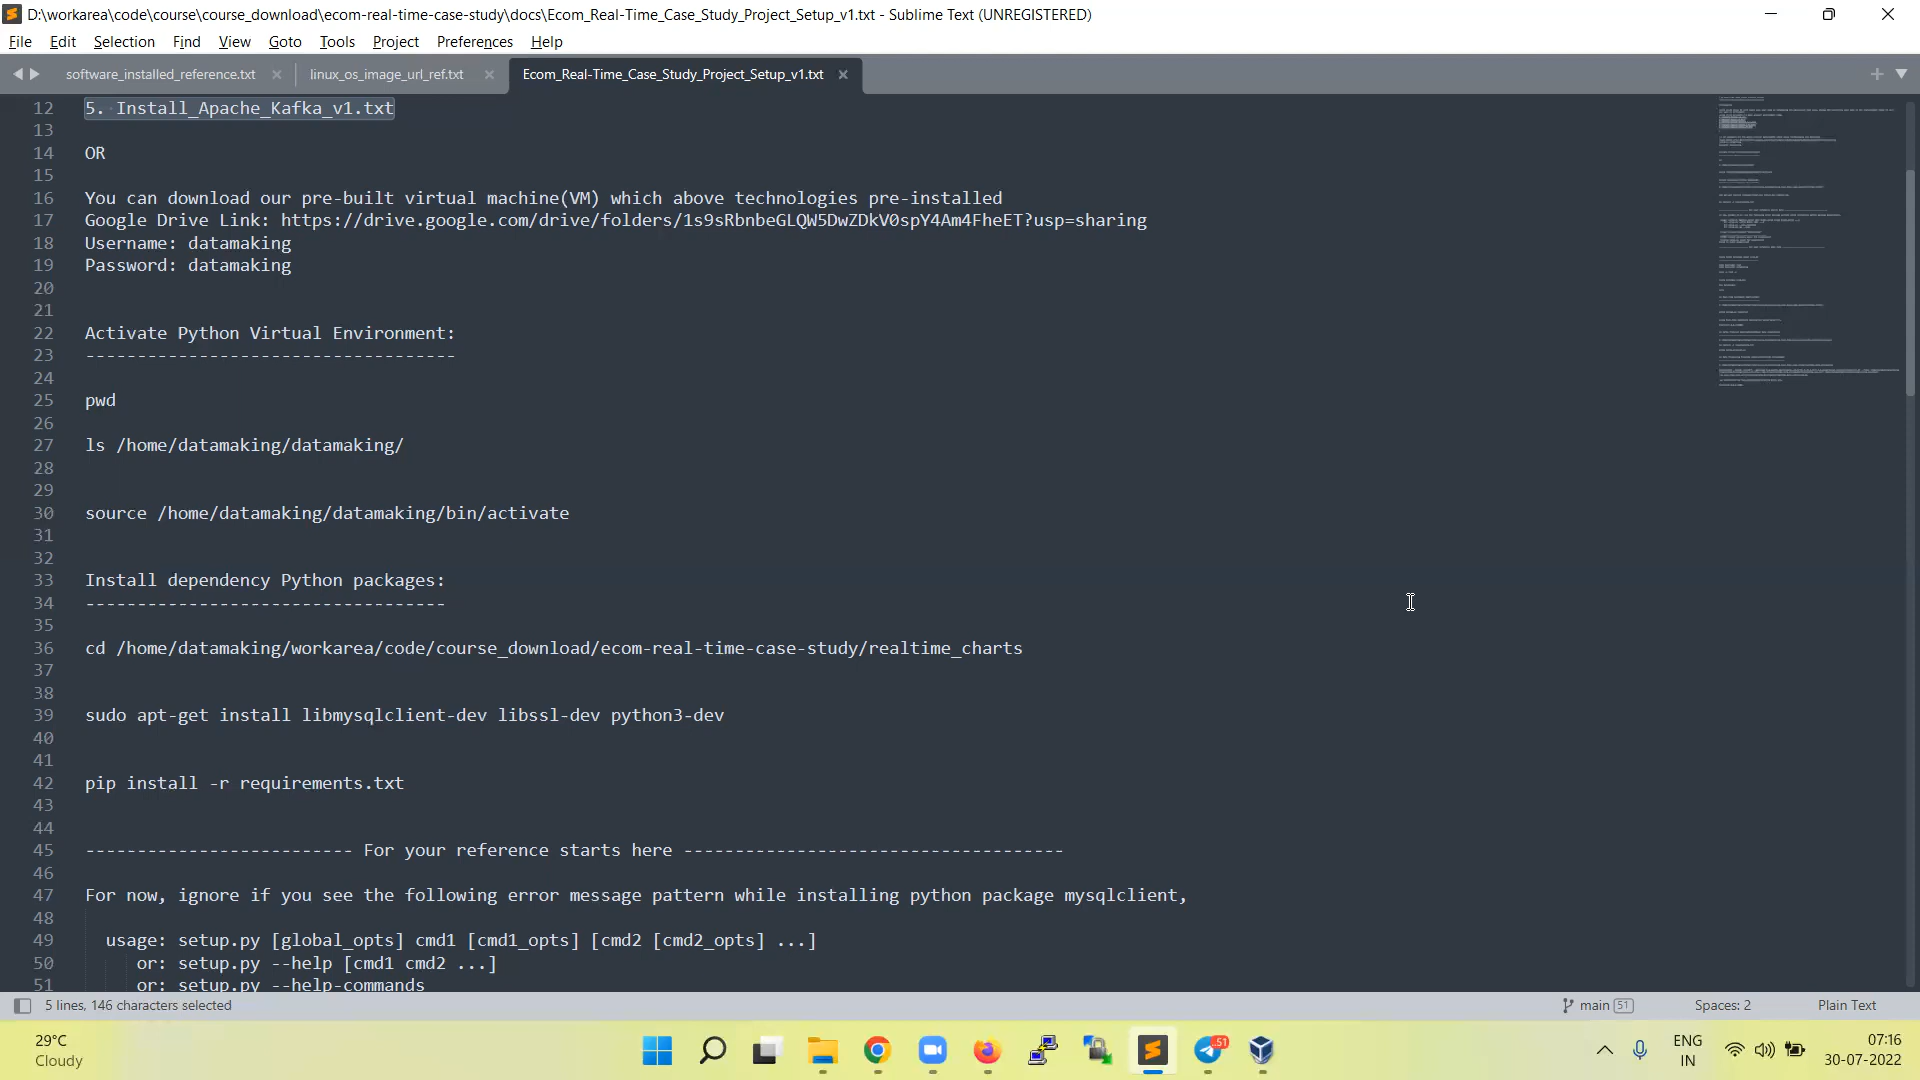 D:\workarea\code\course\course_download\ecom-real-time-case-study\docs\Ecom_Real-Time_Case_Study_Project_Setup_v1.txt - Sublime Text (UNREGISTERED)
File Edit Selection Find View Goto Tools Project Preferences Help
software_installed_reference.txt linux_os_image_url_ref.txt Ecom_Real-Time_Case_Study_Project_Setup_v1.txt
12 5. Install_Apache_Kafka_v1.txt
13
14 OR
15
16 You can download our pre-built virtual machine(VM) which above technologies pre-installed
17 Google Drive Link: https://drive.google.com/drive/folders/1s9sRbnbeGLQW5DwZDkV0spY4Am4FheET?usp=sharing
18 Username: datamaking
19 Password: datamaking
20
21
22 Activate Python Virtual Environment:
23 ------------------------------------
24
25 pwd
26
27 ls /home/datamaking/datamaking/
28
29
30 source /home/datamaking/datamaking/bin/activate
31
32
33 Install dependency Python packages:
34 -----------------------------------
35
36 cd /home/datamaking/workarea/code/course_download/ecom-real-time-case-study/realtime_charts
37
38
39 sudo apt-get install libmysqlclient-dev libssl-dev python3-dev
40
41
42 pip install -r requirements.txt
43
44
45 -------------------------- For your reference starts here -------------------------------------
46
47 For now, ignore if you see the following error message pattern while installing python package mysqlclient,
48
49 usage: setup.py [global_opts] cmd1 [cmd1_opts] [cmd2 [cmd2_opts] ...]
50 or: setup.py --help [cmd1 cmd2 ...]
51 or: setup.py --help-commands
5 lines, 146 characters selected main 51 Spaces: 2 Plain Text
29°C
Cloudy
51
ENG
IN
07:16
30-07-2022